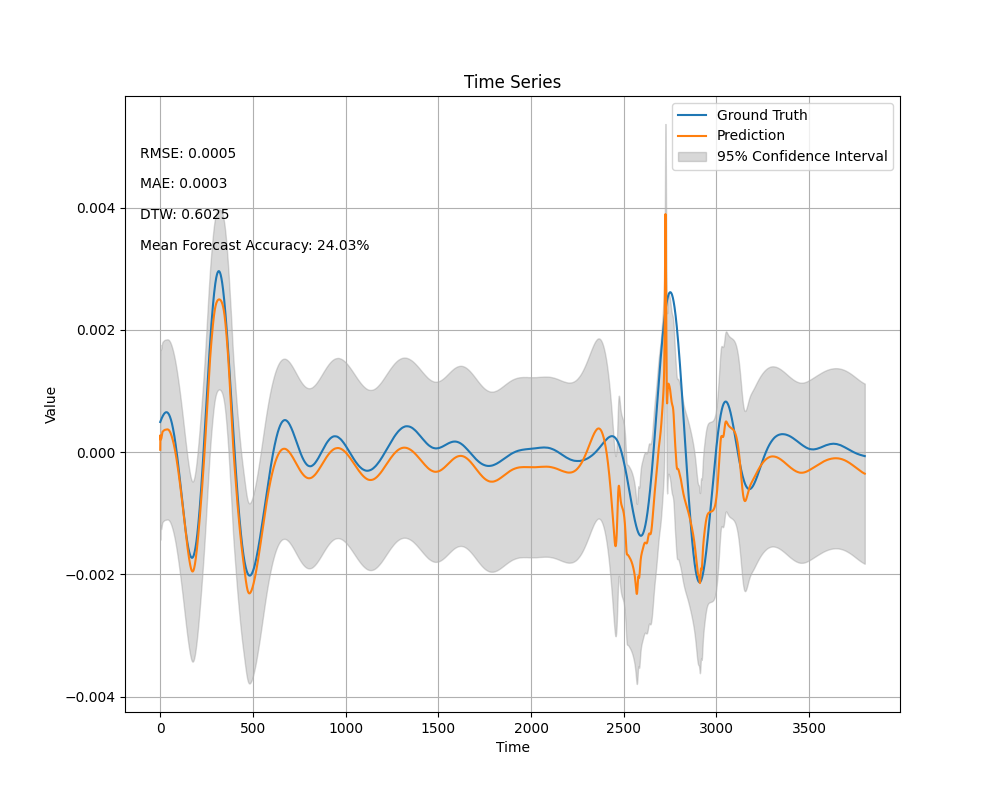 Time Series
Ground Truth
Prediction
95% Confidence Interval
RMSE: 0.0005
MAE: 0.0003
DTW: 0.6025
Mean Forecast Accuracy: 24.03%
0.004
0.002
0.000
−0.002
−0.004
Value
0 500 1000 1500 2000 2500 3000 3500
Time